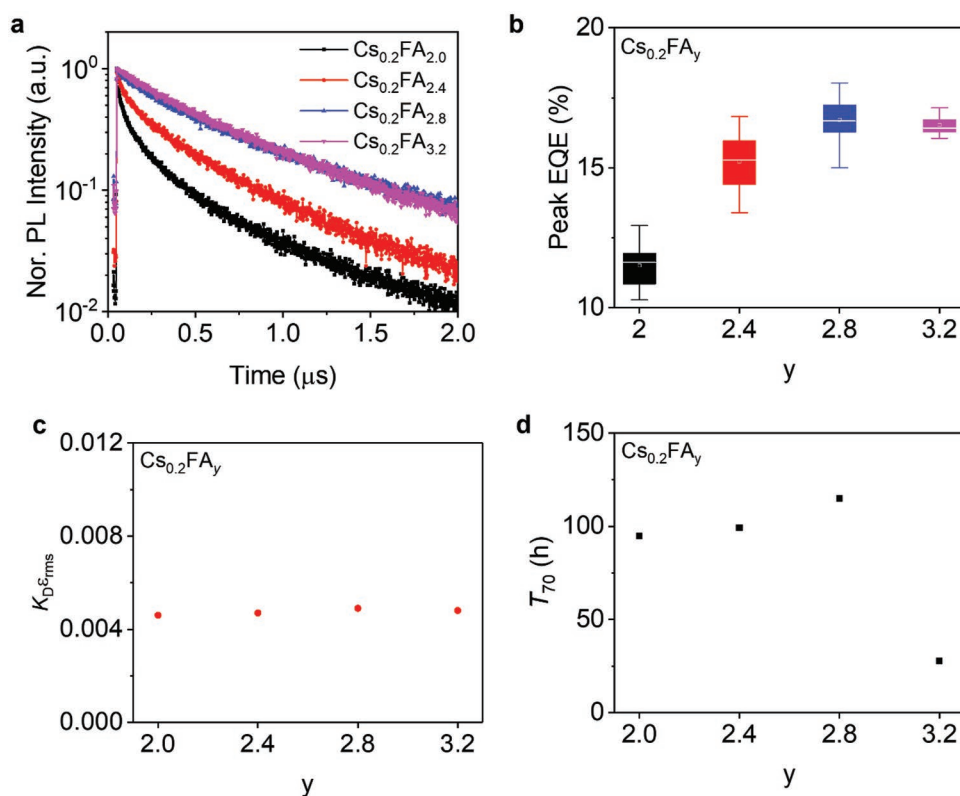 a
Nor. PL Intensity (a.u.)
10⁰
10⁻¹
10⁻²
Cs₀.₂FA₂.₀
Cs₀.₂FA₂.₄
Cs₀.₂FA₂.₈
Cs₀.₂FA₃.₂
0.0 0.5 1.0 1.5 2.0
Time (μs)
b
Cs₀.₂FAy
Peak EQE (%)
20
15
10
2 2.4 2.8 3.2
y
c
Cs₀.₂FAy
K_Dε_rms
0.012
0.008
0.004
0.000
2.0 2.4 2.8 3.2
y
d
Cs₀.₂FAy
T₇₀ (h)
150
100
50
0
2.0 2.4 2.8 3.2
y